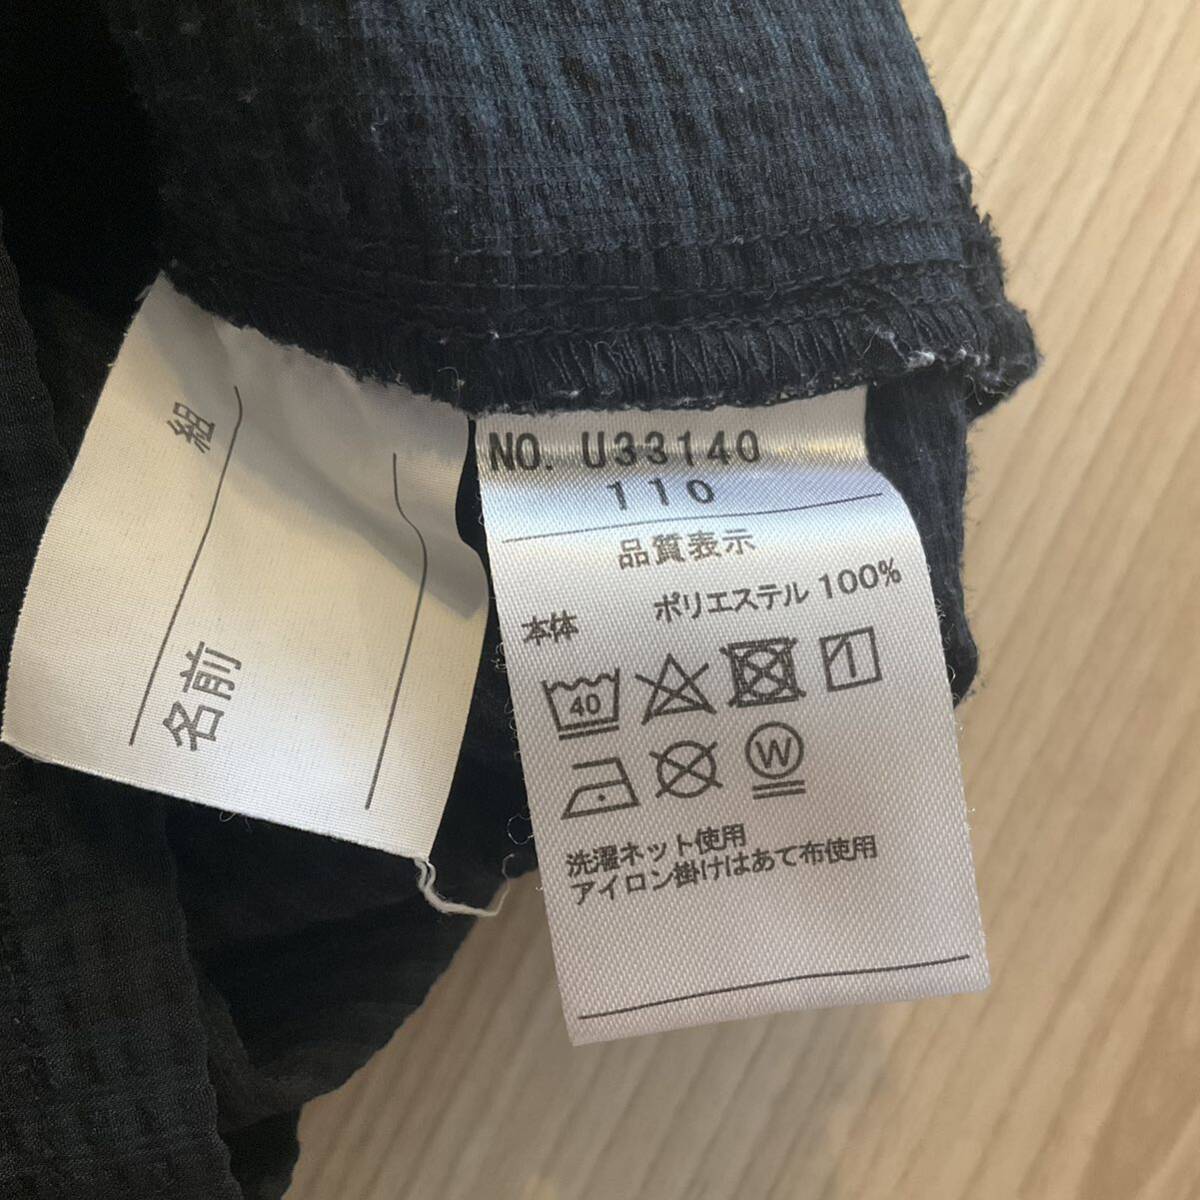 組
名前
NO. U33140
110
品質表示
本体 ポリエステル 100%
40
W
洗濯ネット使用
アイロン掛けはあて布使用